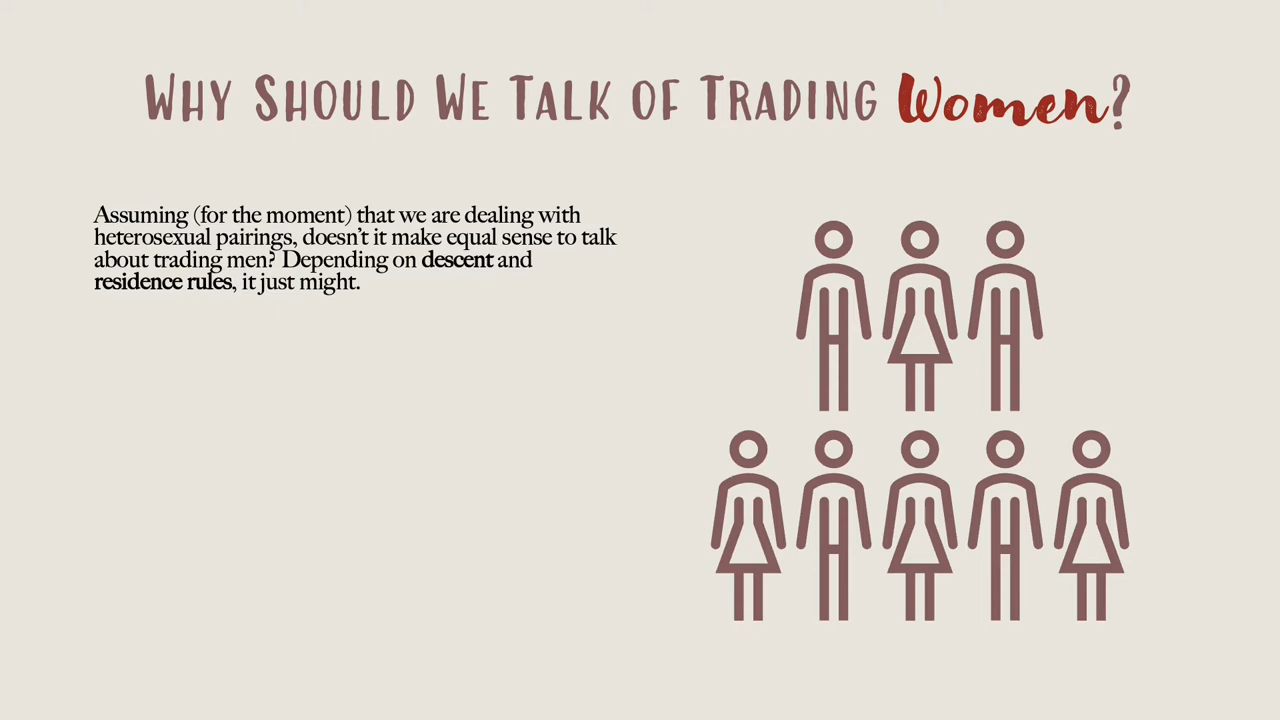 Why Should We Talk of Trading Women?
Assuming (for the moment) that we are dealing with
heterosexual pairings, doesn't it make equal sense to talk
about trading men? Depending on descent and
residence rules, it just might.